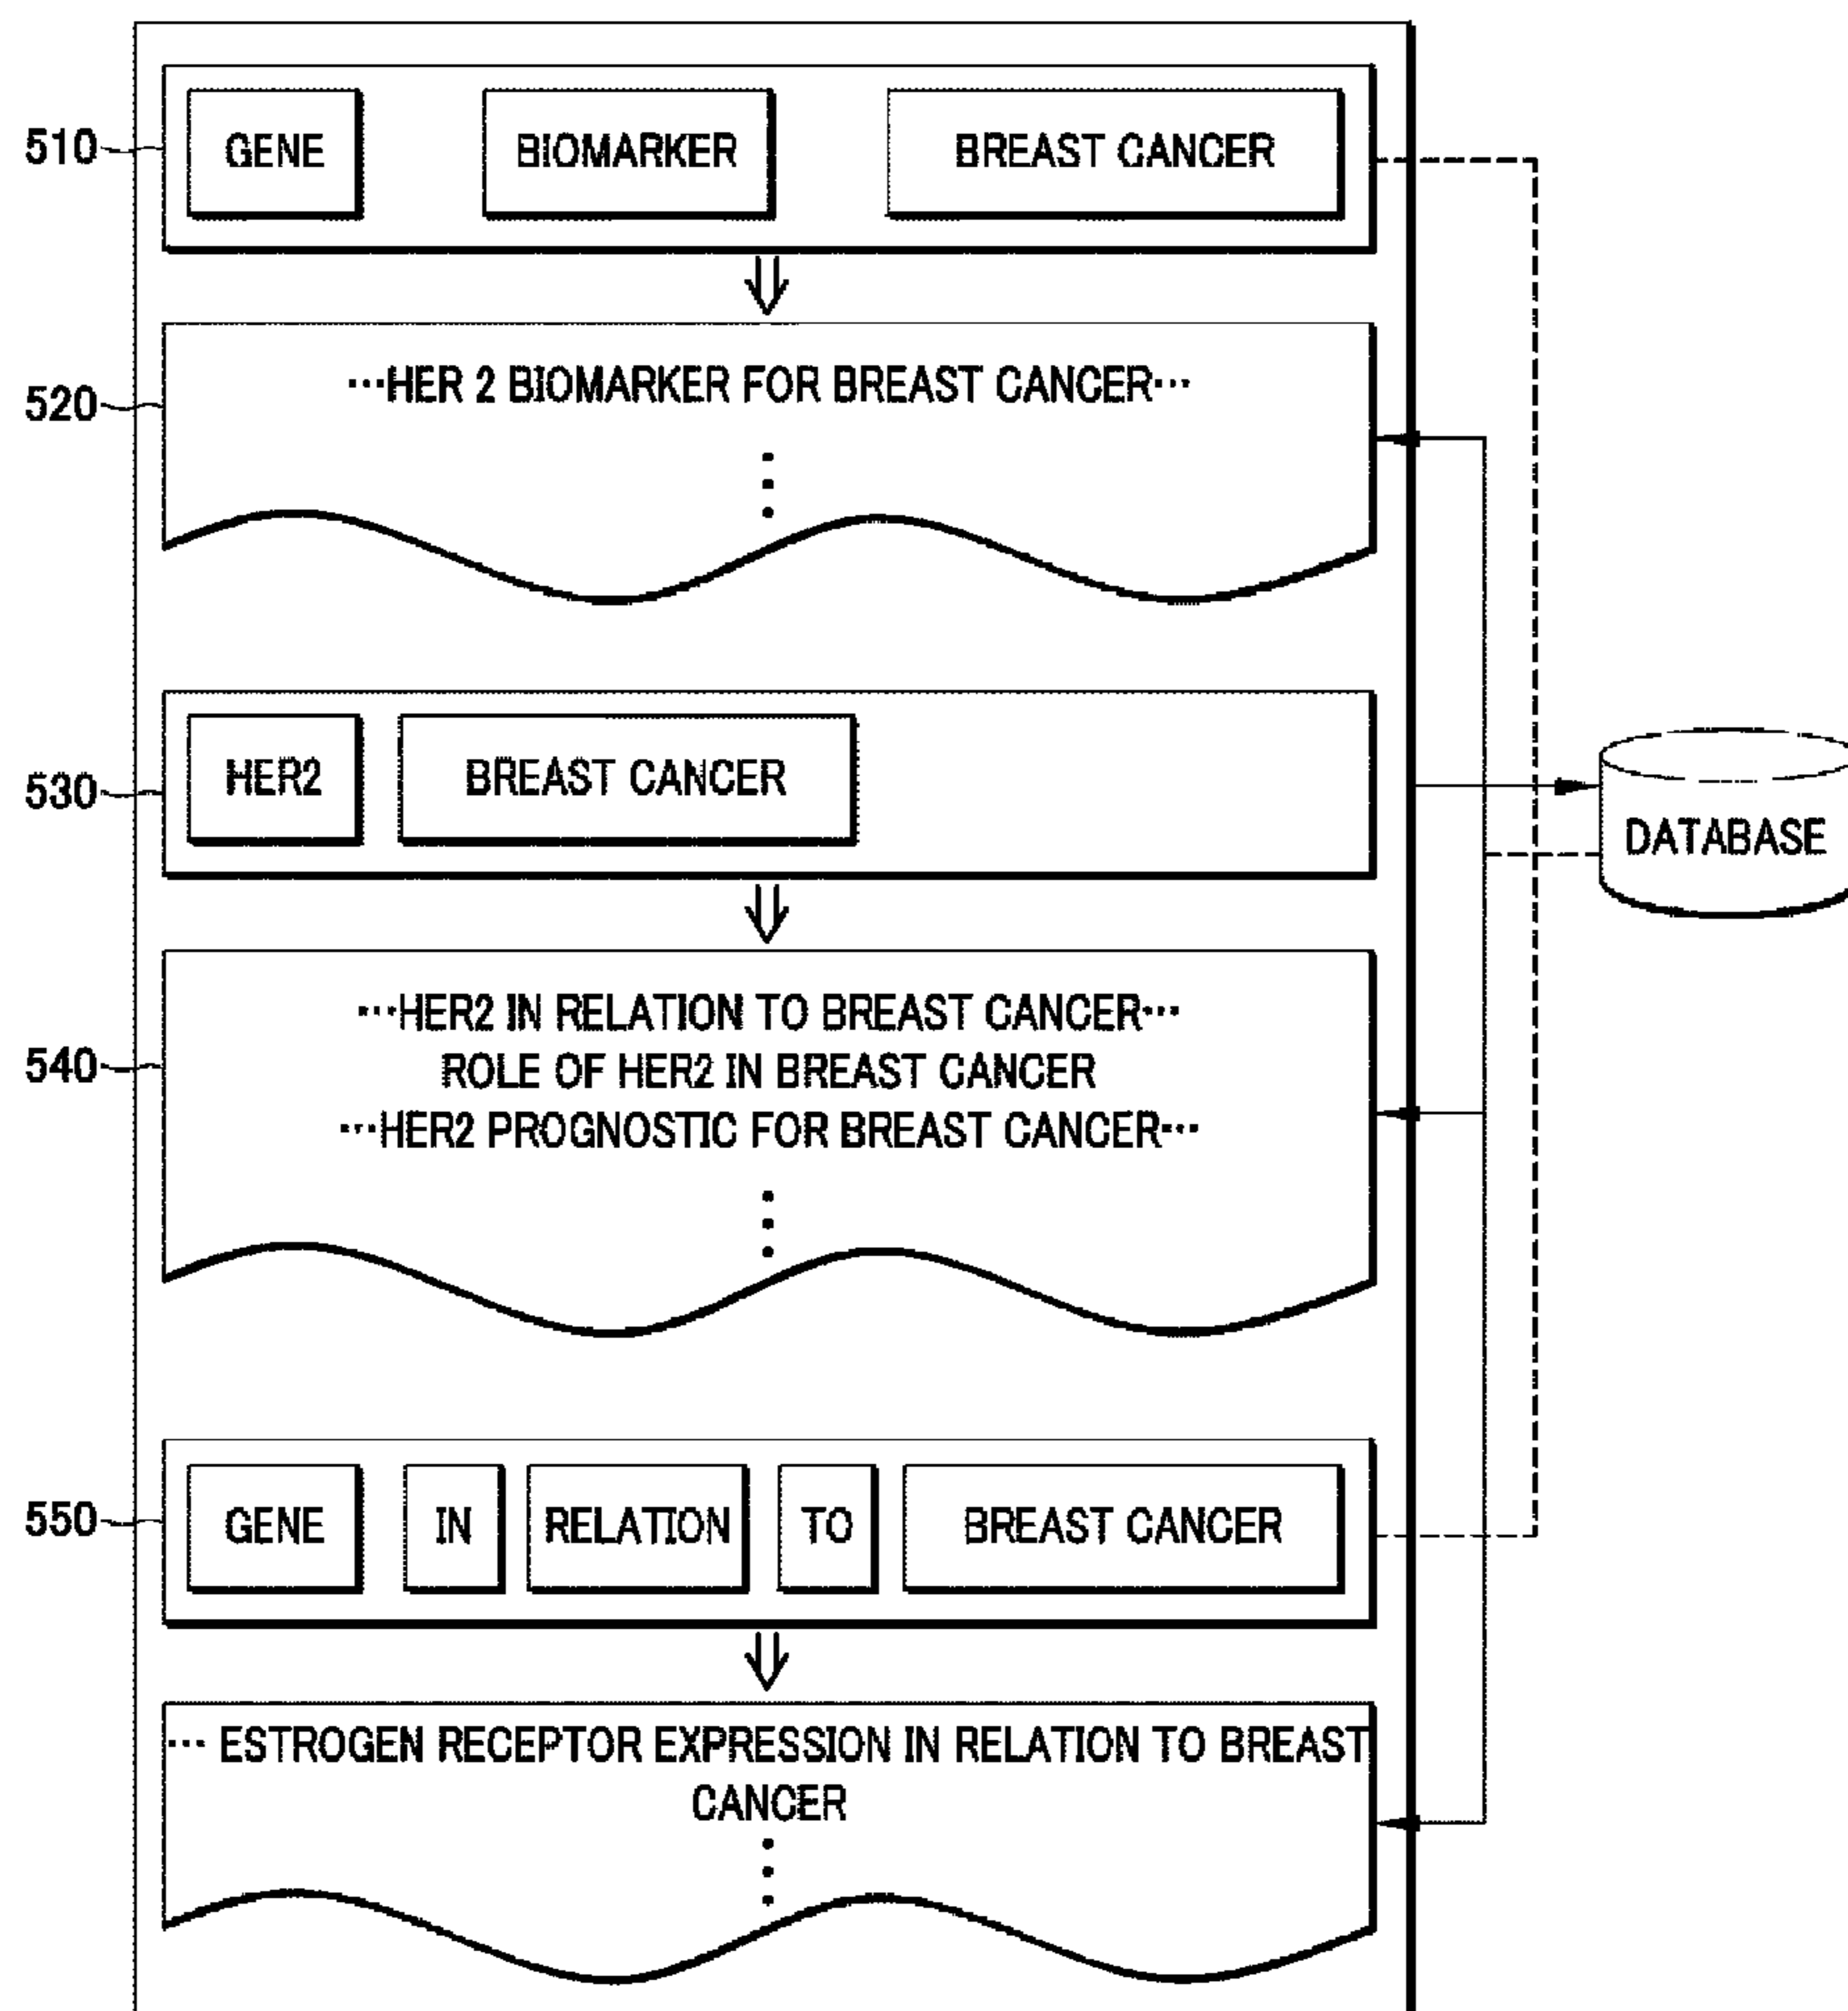 510
GENE BIOMARKER BREAST CANCER
520
···HER 2 BIOMARKER FOR BREAST CANCER···
530
HER2 BREAST CANCER
DATABASE
540
···HER2 IN RELATION TO BREAST CANCER···
ROLE OF HER2 IN BREAST CANCER
···HER2 PROGNOSTIC FOR BREAST CANCER···
550
GENE IN RELATION TO BREAST CANCER
··· ESTROGEN RECEPTOR EXPRESSION IN RELATION TO BREAST
CANCER